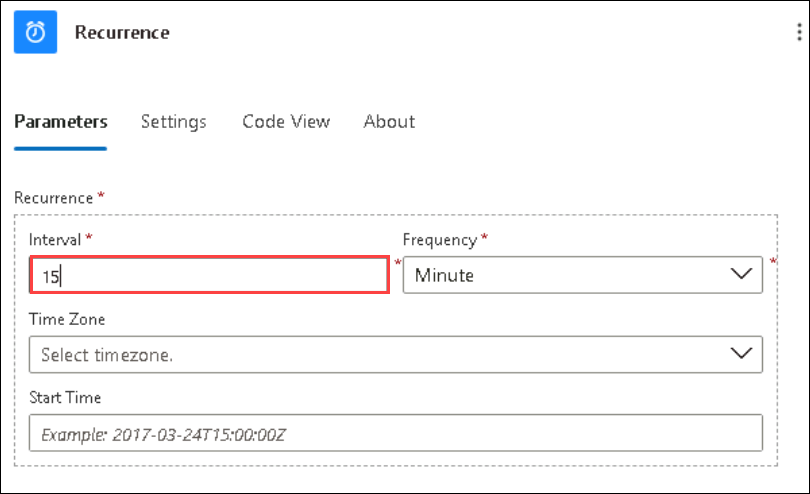 Recurrence
Parameters Settings Code View About
Recurrence *
Interval * Frequency *
15 * Minute *
Time Zone
Select timezone.
Start Time
Example: 2017-03-24T15:00:00Z